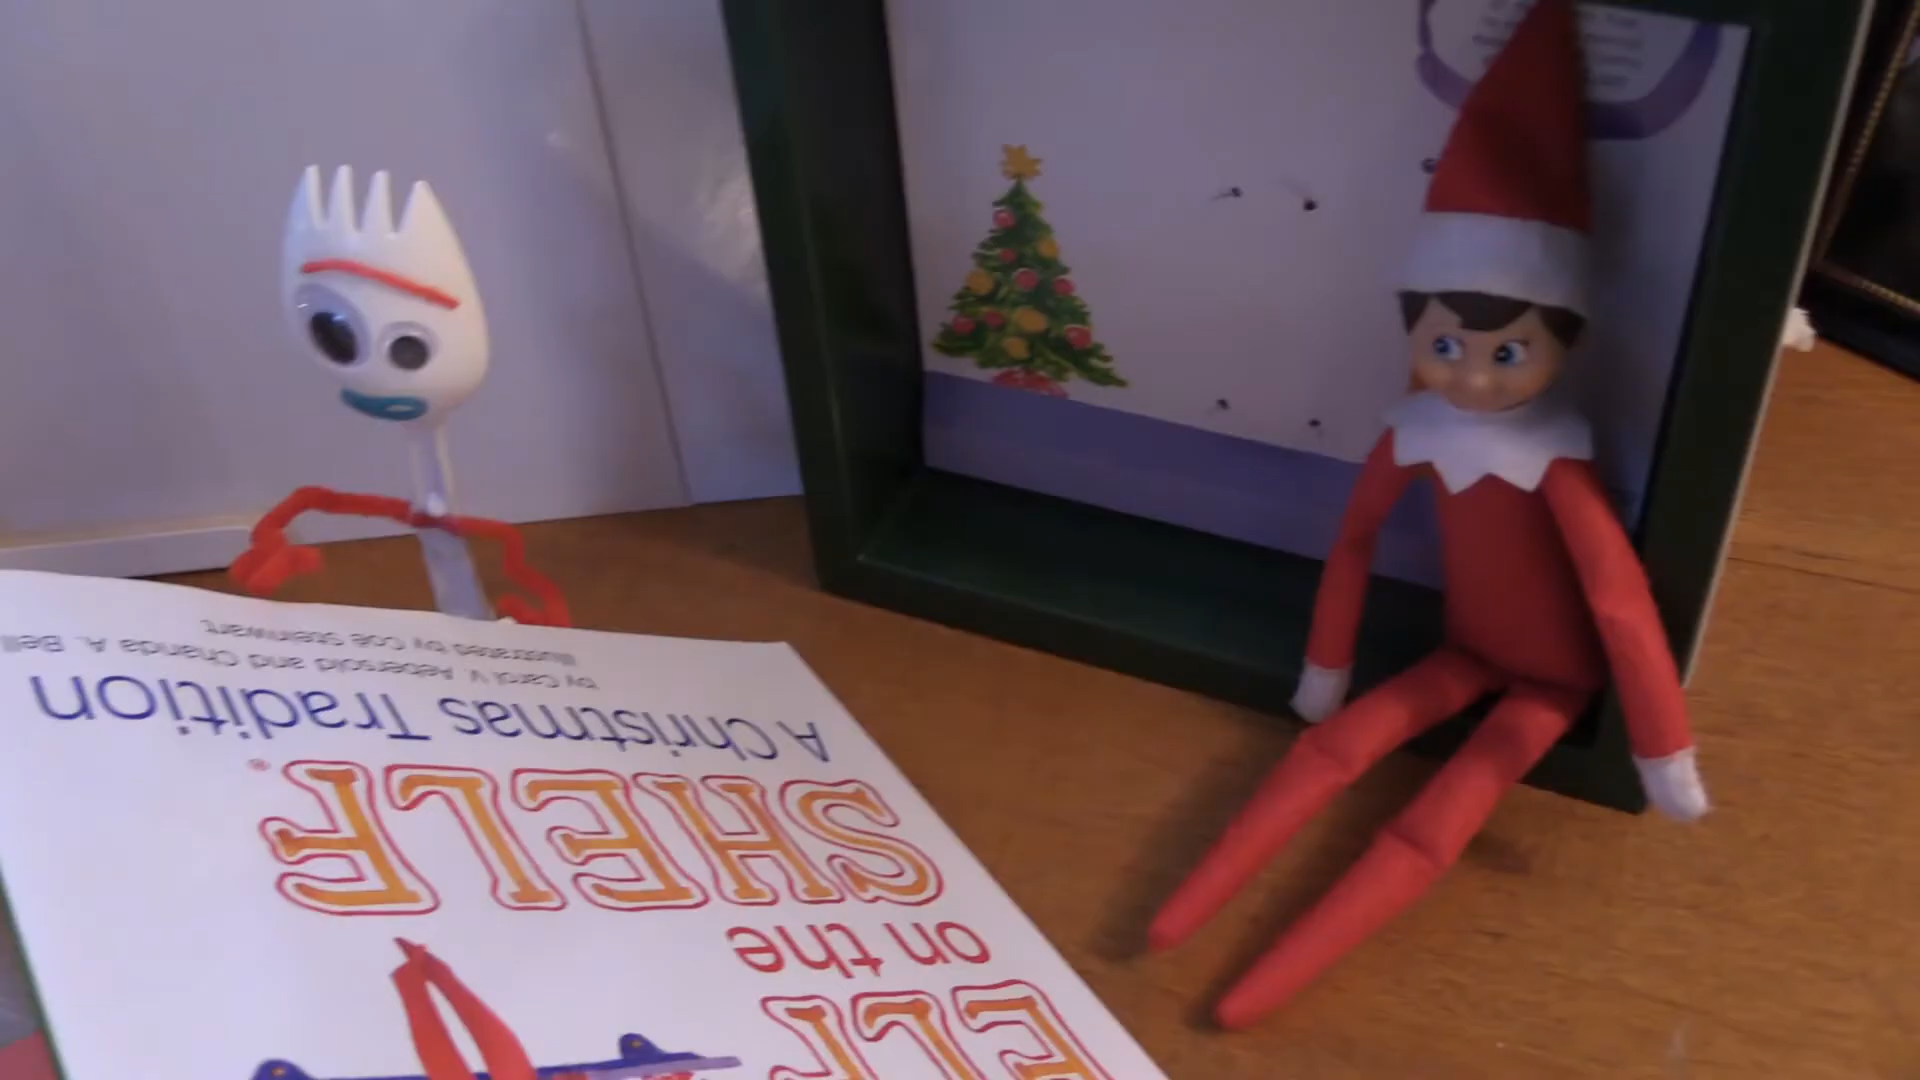 ELF
on the
SHELF®
A Christmas Tradition
by Carol V. Aebersold and Chanda A. Bell
Illustrated by Coë Steinwart